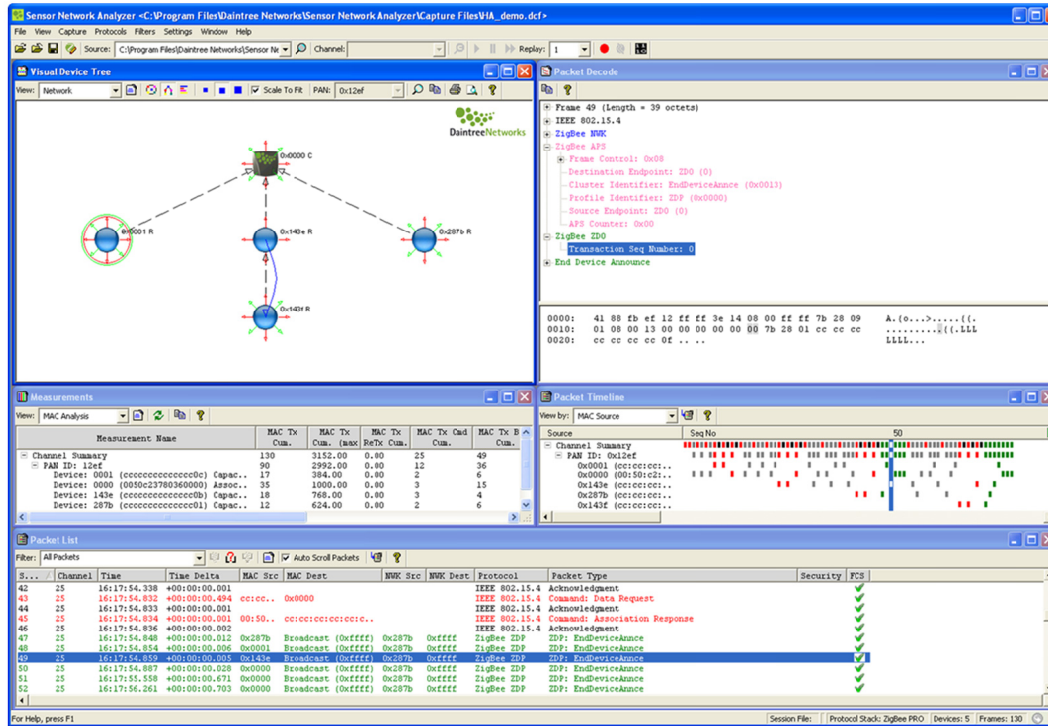 Sensor Network Analyzer <C:\Program Files\Daintree Networks\Sensor Network Analyzer\Capture Files\HA_demo.dcf>
File View Capture Protocols Filters Settings Window Help
Source: C:\Program Files\Daintree Networks\Sensor Ne Channel: Replay: 1
Visual Device Tree
View: Network Scale To Fit PAN: 0x12ef
DaintreeNetworks
0x0000 C
0x0001 R
0x143e R
0x287b R
0x143f R
Packet Decode
Frame 49 (Length = 39 octets)
IEEE 802.15.4
ZigBee NWK
ZigBee APS
Frame Control: 0x08
Destination Endpoint: ZDO (0)
Cluster Identifier: EndDeviceAnnce (0x0013)
Profile Identifier: ZDP (0x0000)
Source Endpoint: ZDO (0)
APS Counter: 0x00
ZigBee ZDO
Transaction Seq Number: 0
End Device Announce
0000: 41 88 fb ef 12 ff ff 3e 14 08 00 ff ff 7b 28 09 A.(o...>.....((.
0010: 01 08 00 13 00 00 00 00 00 00 7b 28 01 cc cc cc ..........((.LLL
0020: cc cc cc cc 0f .. .. LLLL...
Measurements
View: MAC Analysis
Measurement Name MAC Tx Cum. MAC Tx Cum. (max MAC Tx ReTx Cum. MAC Tx Cmd Cum. MAC Tx B Cum.
Channel Summary 130 3152.00 0.00 25 49
PAN ID: 12ef 90 2992.00 0.00 12 36
Device: 0001 (cccccccccccccc0c) Capac.. 17 384.00 0.00 2 6
Device: 0000 (0050c23780360000) Assoc.. 35 1000.00 0.00 3 15
Device: 143e (cccccccccccccc0b) Capac.. 18 768.00 0.00 3 4
Device: 287b (cccccccccccccc01) Capac.. 12 624.00 0.00 2 6
Packet Timeline
View by: MAC Source
Source Seq No 50
Channel Summary
PAN ID: 0x12ef
0x0001 (cc:cc:cc:...
0x0000 (00:50:c2:...
0x143e (cc:cc:cc:...
0x287b (cc:cc:cc:...
0x143f (cc:cc:cc:...
Packet List
Filter: All Packets Auto Scroll Packets
S... Channel Time Time Delta MAC Src MAC Dest NWK Src NWK Dest Protocol Packet Type Security FCS
42 25 16:17:54.338 +00:00:00.001 IEEE 802.15.4 Acknowledgment
43 25 16:17:54.832 +00:00:00.494 cc:cc.. 0x0000 IEEE 802.15.4 Command: Data Request
44 25 16:17:54.833 +00:00:00.001 IEEE 802.15.4 Acknowledgment
45 25 16:17:54.834 +00:00:00.001 00:50.. cc:cc:cc:cc:cc:c.. IEEE 802.15.4 Command: Association Response
46 25 16:17:54.836 +00:00:00.002 IEEE 802.15.4 Acknowledgment
47 25 16:17:54.848 +00:00:00.012 0x287b Broadcast (0xffff) 0x287b 0xffff ZigBee ZDP ZDP: EndDeviceAnnce
48 25 16:17:54.854 +00:00:00.006 0x0001 Broadcast (0xffff) 0x287b 0xffff ZigBee ZDP ZDP: EndDeviceAnnce
49 25 16:17:54.859 +00:00:00.005 0x143e Broadcast (0xffff) 0x287b 0xffff ZigBee ZDP ZDP: EndDeviceAnnce
50 25 16:17:54.887 +00:00:00.028 0x0000 Broadcast (0xffff) 0x287b 0xffff ZigBee ZDP ZDP: EndDeviceAnnce
51 25 16:17:55.558 +00:00:00.671 0x0000 Broadcast (0xffff) 0x287b 0xffff ZigBee ZDP ZDP: EndDeviceAnnce
52 25 16:17:56.261 +00:00:00.703 0x0000 Broadcast (0xffff) 0x287b 0xffff ZigBee ZDP ZDP: EndDeviceAnnce
For Help, press F1 Session File: Protocol Stack: ZigBee PRO Devices: 5 Frames: 130